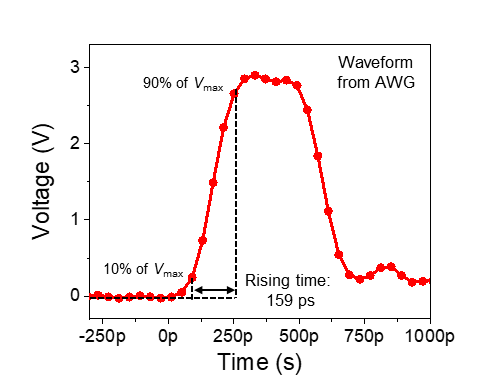 Waveform
from AWG
90% of Vmax
10% of Vmax
Rising time:
159 ps
Voltage (V)
3
2
1
0
-250p 0p 250p 500p 750p 1000p
Time (s)